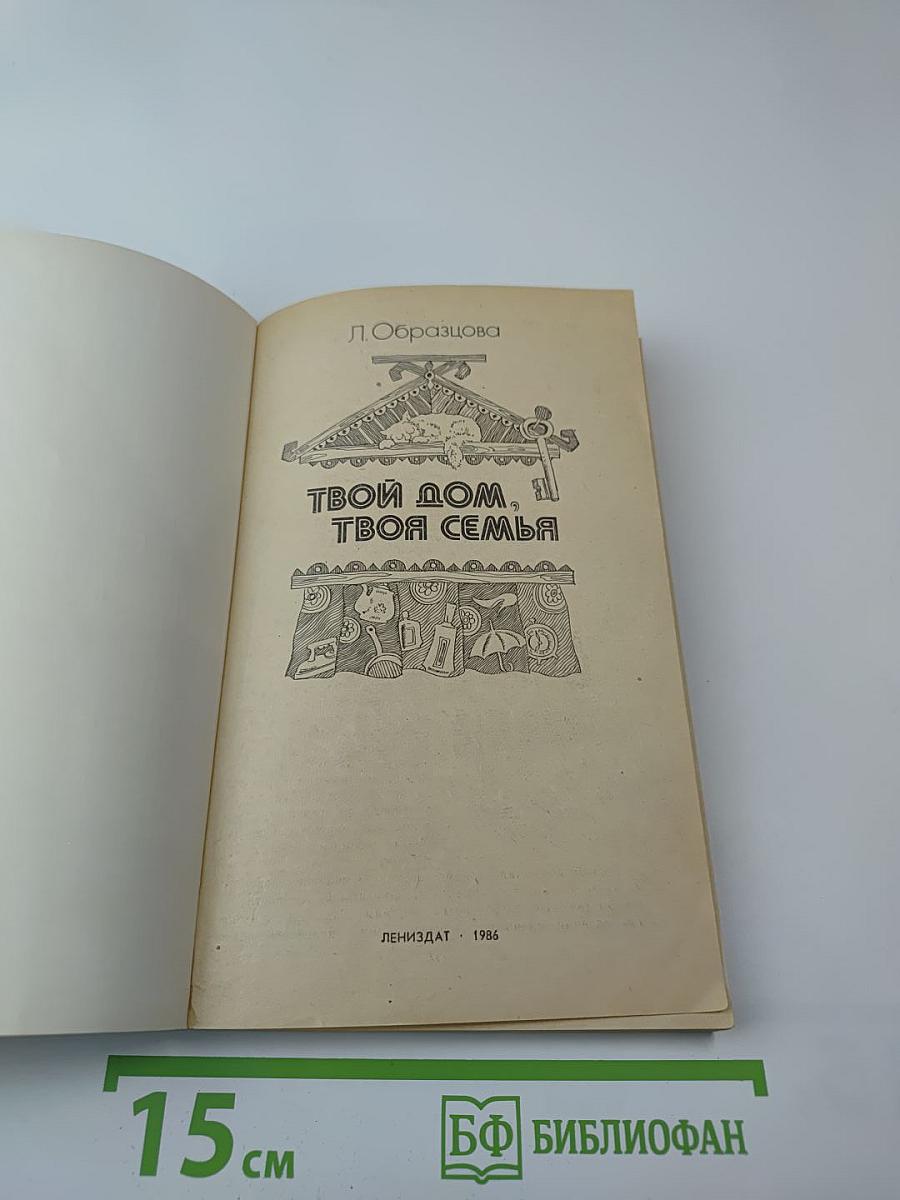 Л. Образцова
ТВОЙ ДОМ,
ТВОЯ СЕМЬЯ
ЛЕНИЗДАТ · 1986
15 см
БФ БИБЛИОФАН